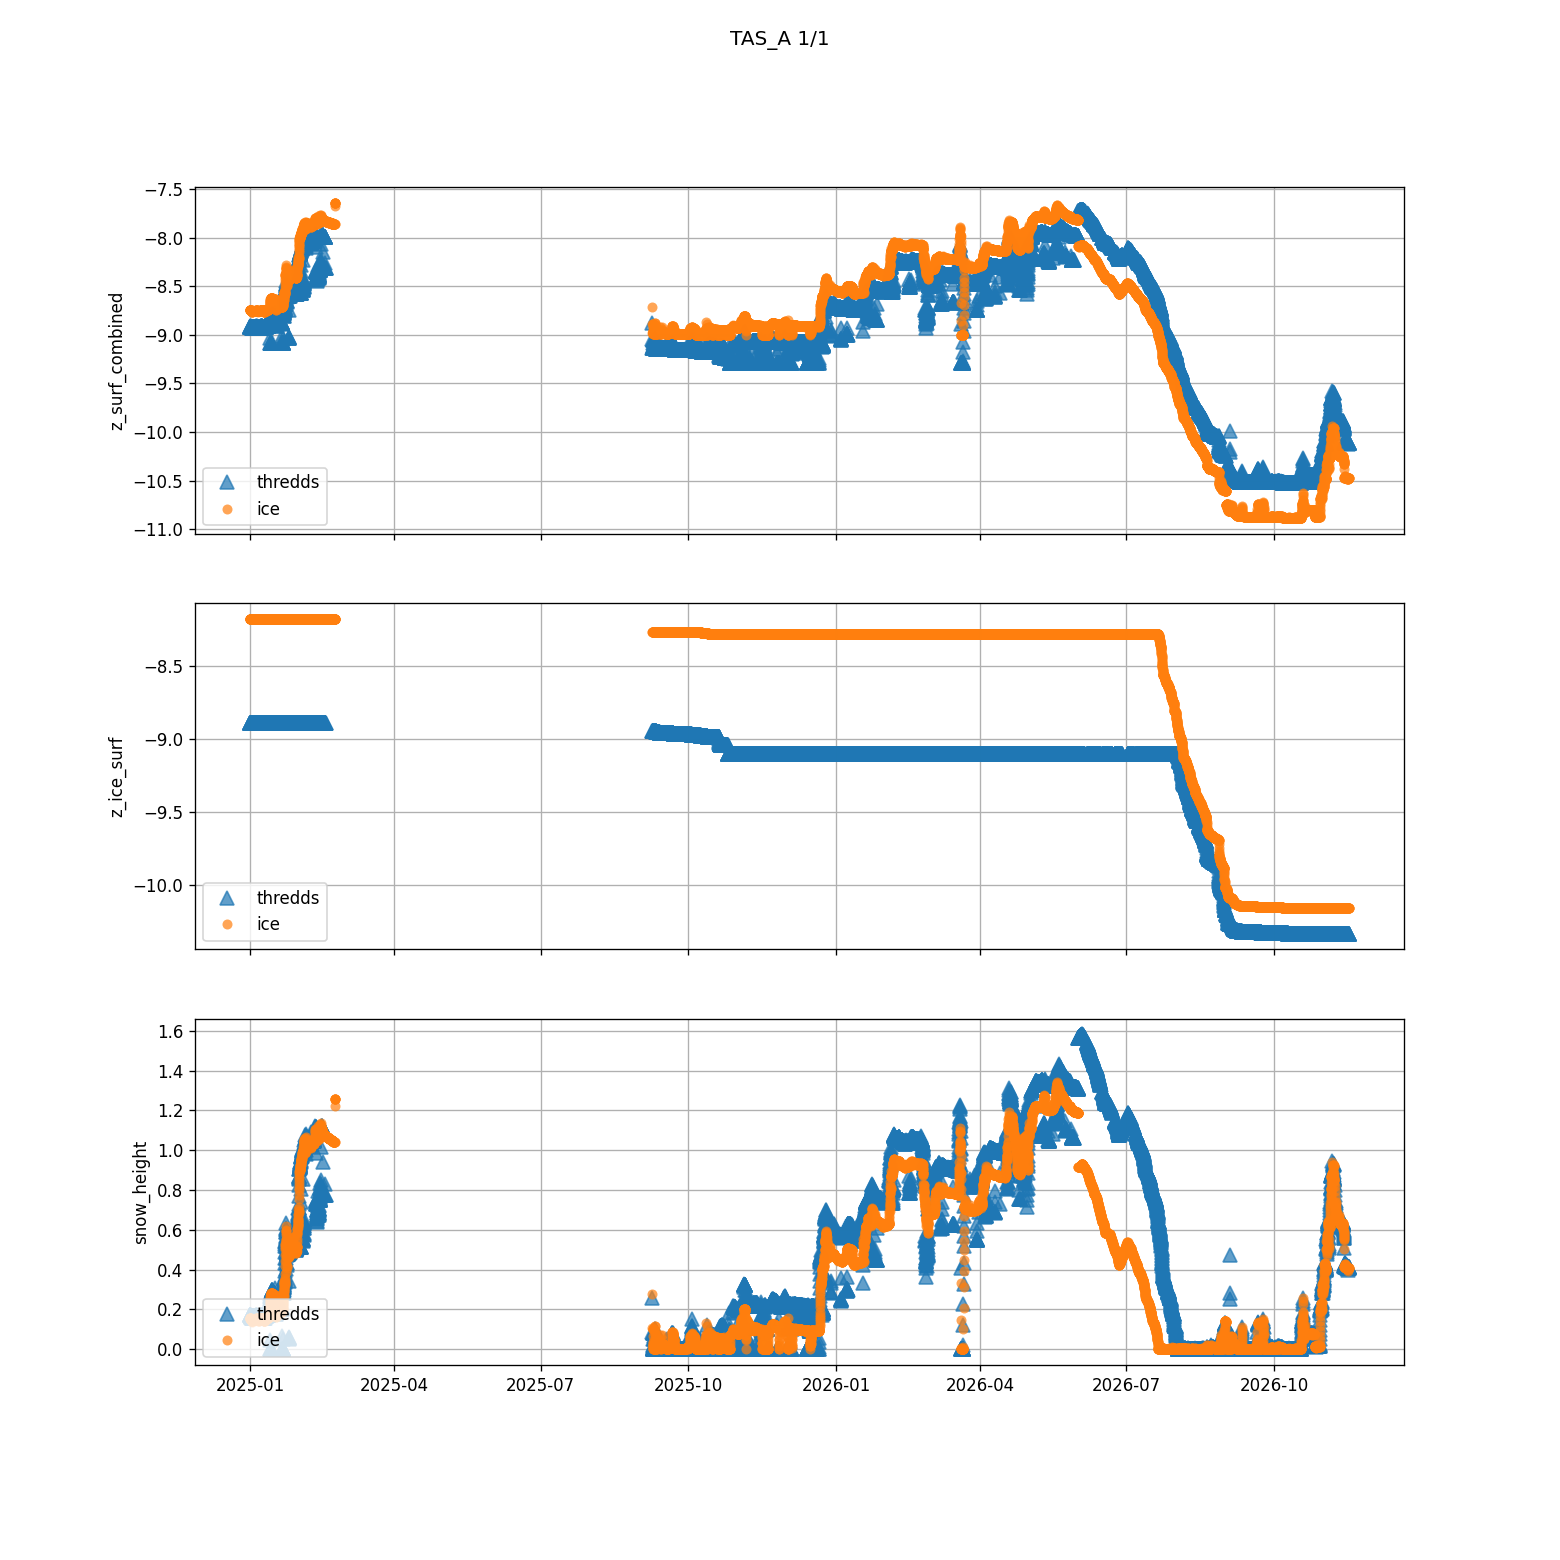 TAS_A 1/1
z_surf_combined
−7.5
−8.0
−8.5
−9.0
−9.5
−10.0
−10.5
−11.0
thredds
ice
z_ice_surf
−8.5
−9.0
−9.5
−10.0
thredds
ice
snow_height
1.6
1.4
1.2
1.0
0.8
0.6
0.4
0.2
0.0
thredds
ice
2025-01 2025-04 2025-07 2025-10 2026-01 2026-04 2026-07 2026-10